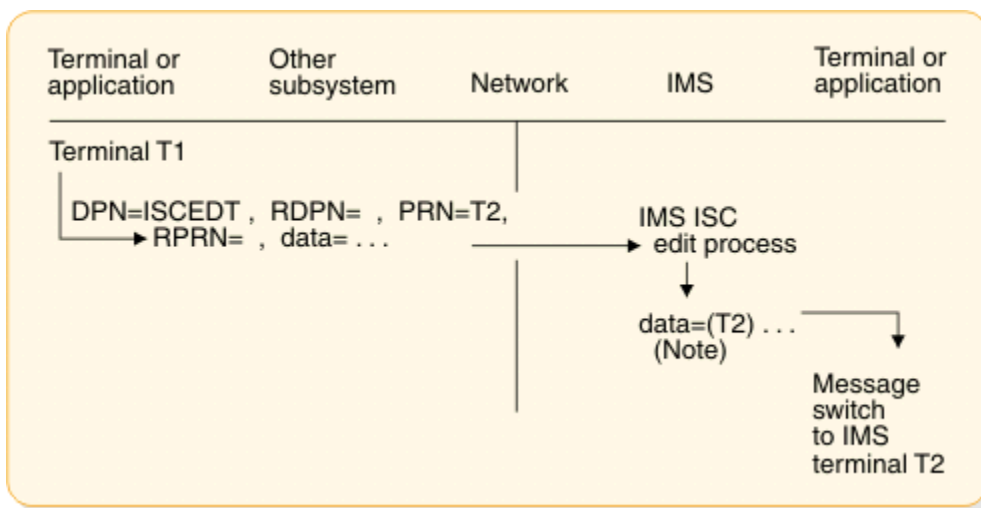 Terminal or
application
Other
subsystem
Network
IMS
Terminal or
application
Terminal T1
DPN=ISCEDT , RDPN= , PRN=T2,
RPRN= , data= . . .
IMS ISC
edit process
data=(T2) . . .
(Note)
Message
switch
to IMS
terminal T2